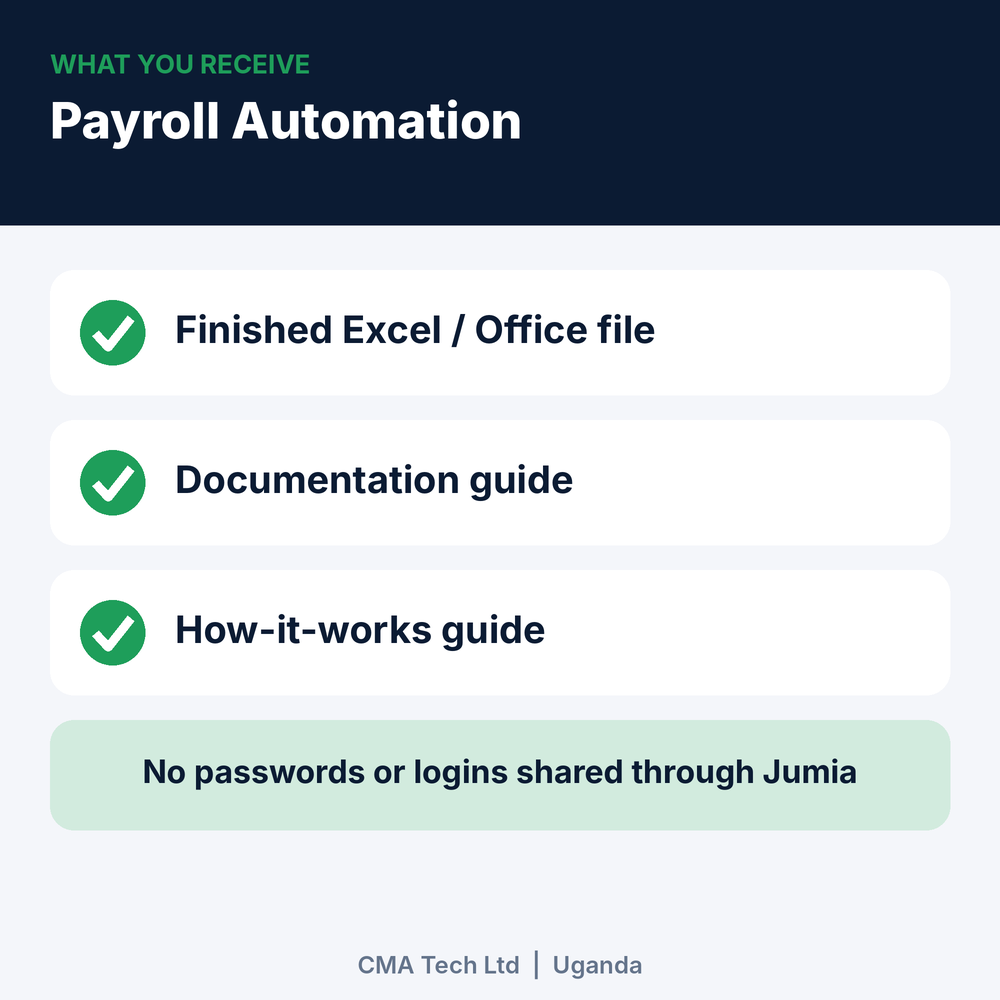 WHAT YOU RECEIVE
Payroll Automation
Finished Excel / Office file
Documentation guide
How-it-works guide
No passwords or logins shared through Jumia
CMA Tech Ltd | Uganda